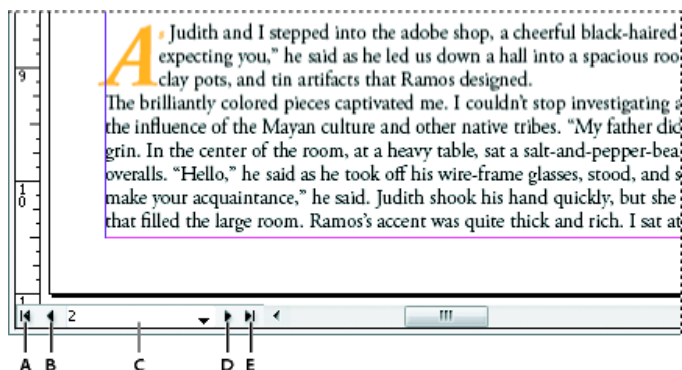 A s Judith and I stepped into the adobe shop, a cheerful black-haired
expecting you,” he said as he led us down a hall into a spacious roo
clay pots, and tin artifacts that Ramos designed.
The brilliantly colored pieces captivated me. I couldn’t stop investigating a
the influence of the Mayan culture and other native tribes. “My father did
grin. In the center of the room, at a heavy table, sat a salt-and-pepper-bea
overalls. “Hello,” he said as he took off his wire-frame glasses, stood, and s
make your acquaintance,” he said. Judith shook his hand quickly, but she
that filled the large room. Ramos’s accent was quite thick and rich. I sat at
9
10
1
2
A B C D E